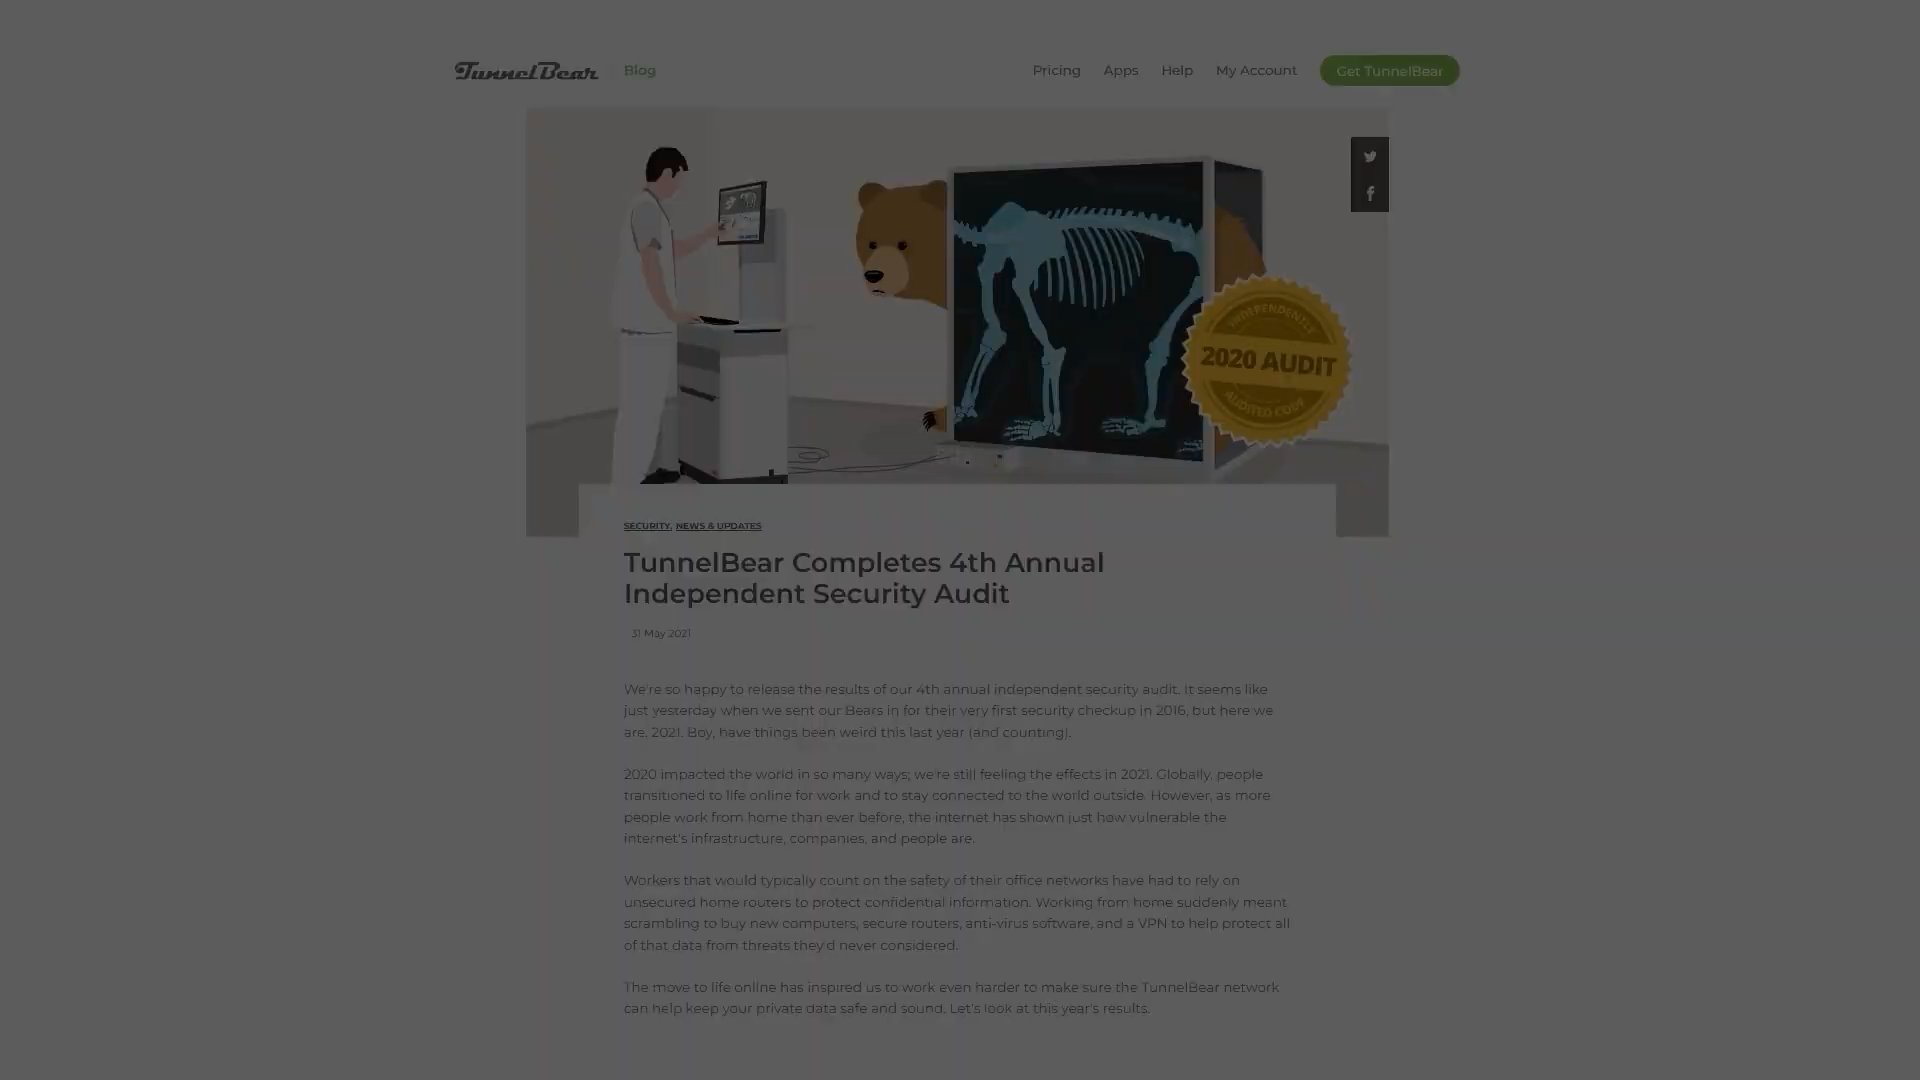 TunnelBear Blog Pricing Apps Help My Account Get TunnelBear
INDEPENDENTLY
2020 AUDIT
AUDITED CODE
SECURITY, NEWS & UPDATES
TunnelBear Completes 4th Annual
Independent Security Audit
31 May 2021
We're so happy to release the results of our 4th annual independent security audit. It seems like
just yesterday when we sent our Bears in for their very first security checkup in 2016, but here we
are, 2021. Boy, have things been weird this last year (and counting).
2020 impacted the world in so many ways; we're still feeling the effects in 2021. Globally, people
transitioned to life online for work and to stay connected to the world outside. However, as more
people work from home than ever before, the internet has shown just how vulnerable the
internet's infrastructure, companies, and people are.
Workers that would typically count on the safety of their office networks have had to rely on
unsecured home routers to protect confidential information. Working from home suddenly meant
scrambling to buy new computers, secure routers, anti-virus software, and a VPN to help protect all
of that data from threats they'd never considered.
The move to life online has inspired us to work even harder to make sure the TunnelBear network
can help keep your private data safe and sound. Let's look at this year's results.